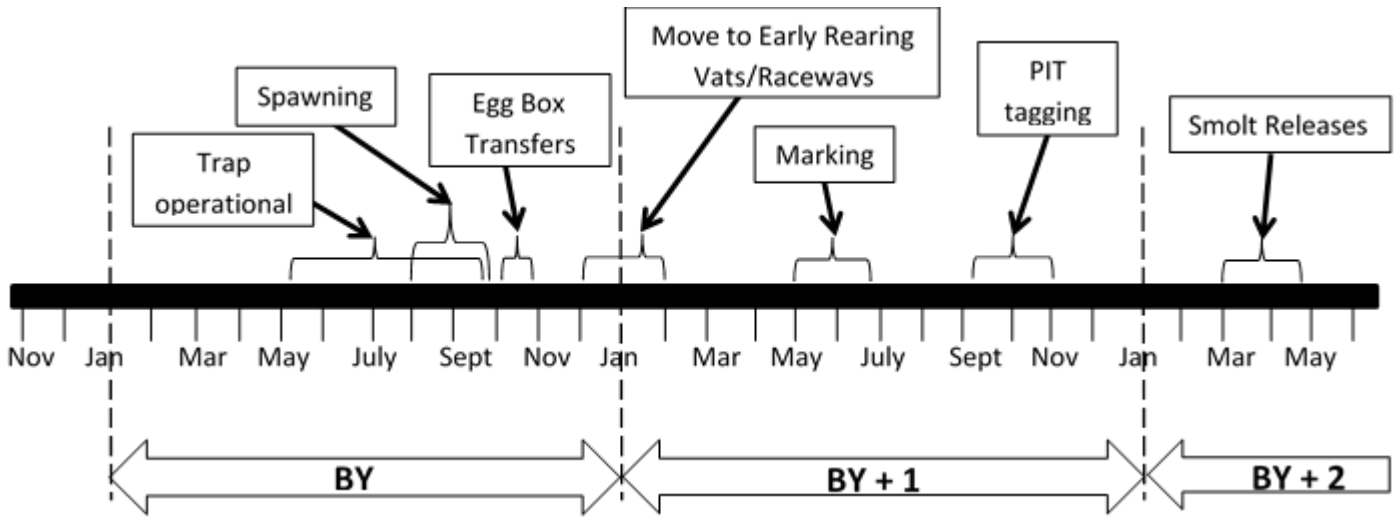 Move to Early Rearing
Vats/Raceways
PIT
tagging
Spawning
Egg Box
Transfers
Smolt Releases
Marking
Trap
operational
Nov Jan Mar May July Sept Nov Jan Mar May July Sept Nov Jan Mar May
BY BY + 1 BY + 2